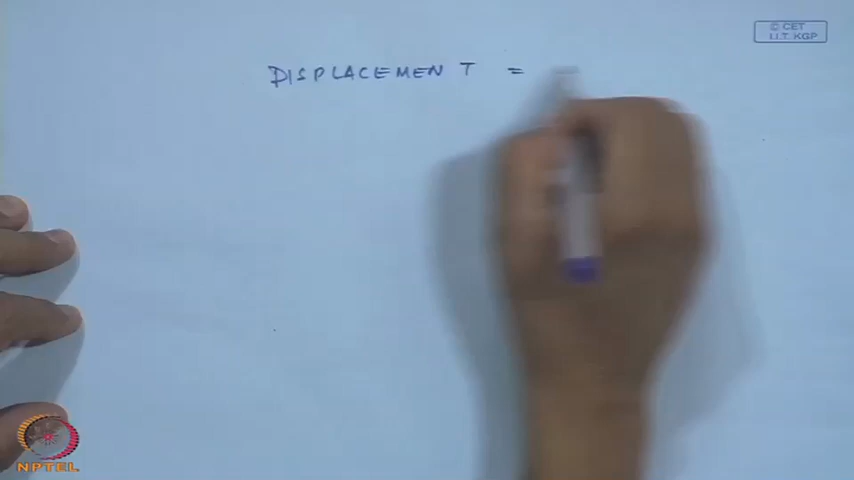 © CET
I.I.T. KGP
DISPLACEMENT =
NPTEL